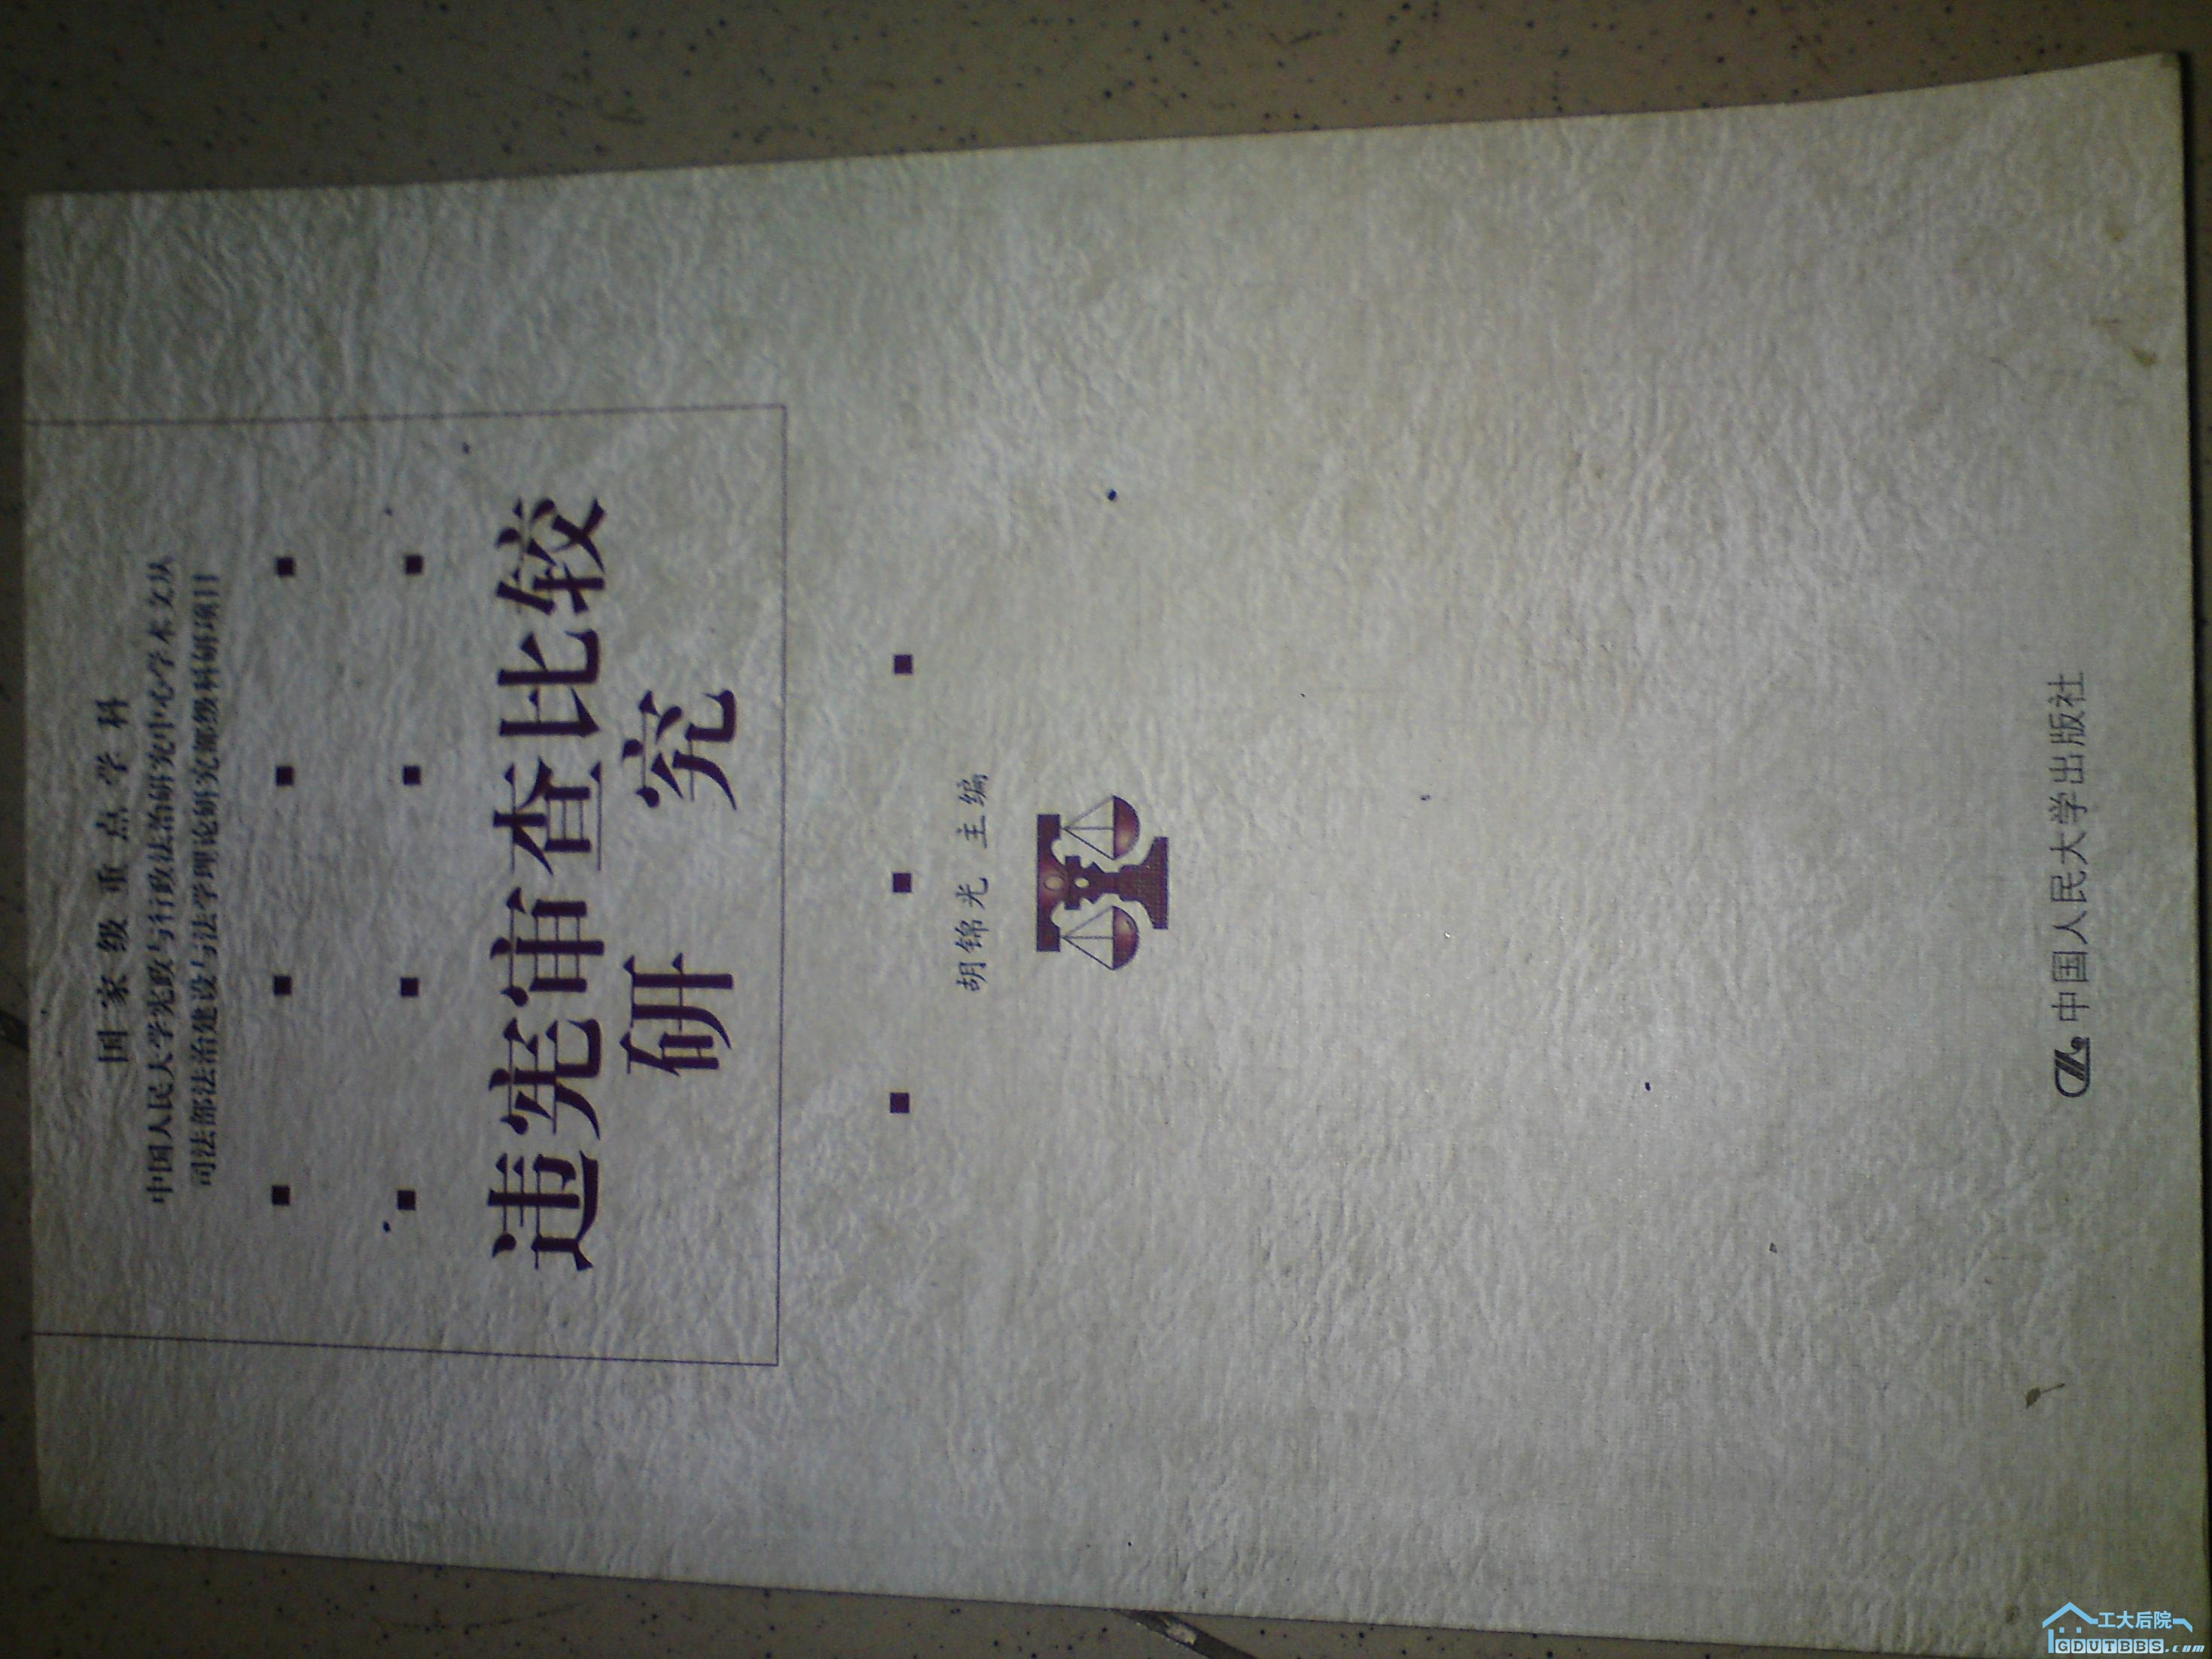 国家级重点学科
中国人民大学宪政与行政法治研究中心学术文丛
司法部法治建设与法学理论研究部级科研项目
违宪审查比较
研究
胡锦光 主编
中国人民大学出版社
工大后院
GDUTBBS.com